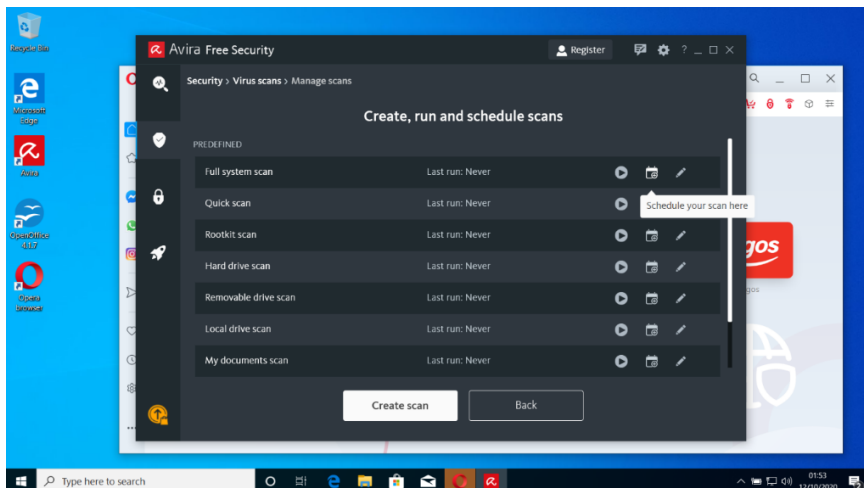 Recycle Bin
Microsoft
Edge
Avira
OpenOffice
4.1.7
Opera
browser
Avira Free Security
Register
?
Security > Virus scans > Manage scans
Create, run and schedule scans
PREDEFINED
Full system scan Last run: Never
Quick scan Last run: Never
Schedule your scan here
Rootkit scan Last run: Never
Hard drive scan Last run: Never
Removable drive scan Last run: Never
Local drive scan Last run: Never
My documents scan Last run: Never
Create scan Back
gos
gos
Type here to search
01:53
12/10/2020